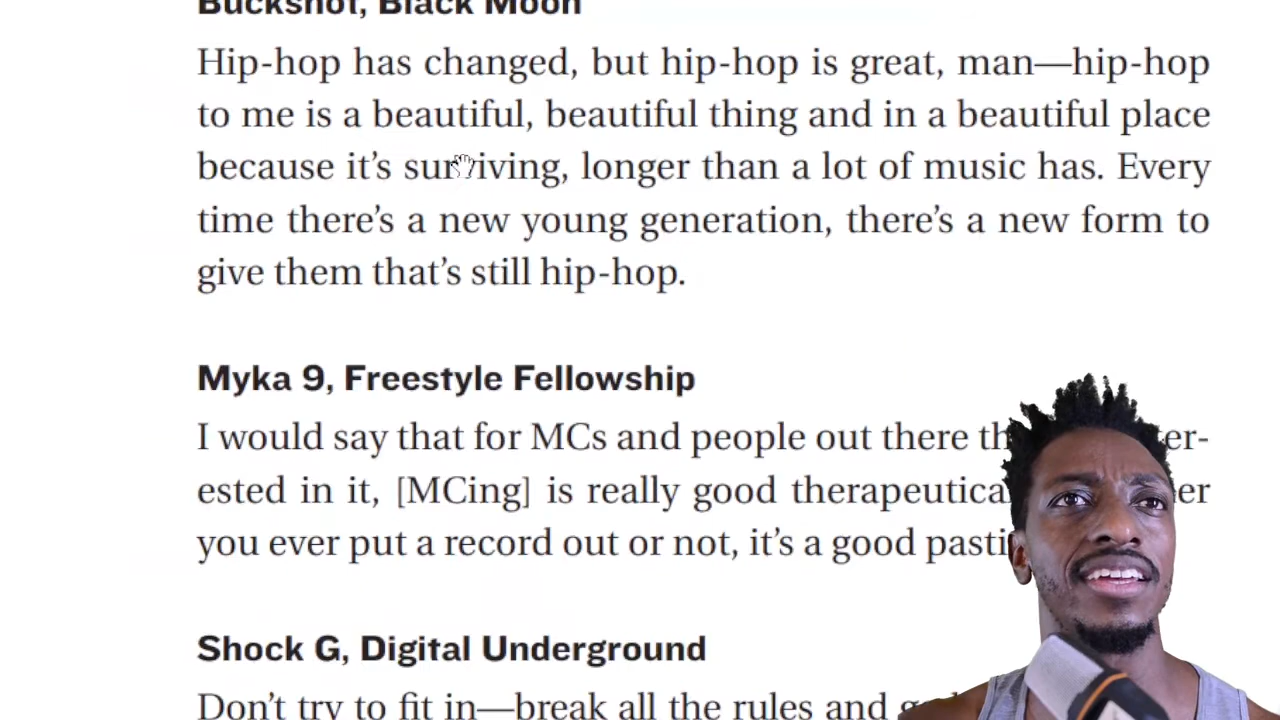 Buckshot, Black Moon
Hip-hop has changed, but hip-hop is great, man—hip-hop
to me is a beautiful, beautiful thing and in a beautiful place
because it's surviving, longer than a lot of music has. Every
time there's a new young generation, there's a new form to
give them that's still hip-hop.
Myka 9, Freestyle Fellowship
I would say that for MCs and people out there
ested in it, [MCing] is really good
you ever put a record out or not, it's a good
Shock G, Digital Underground
Don't try to fit in—break all the rules and